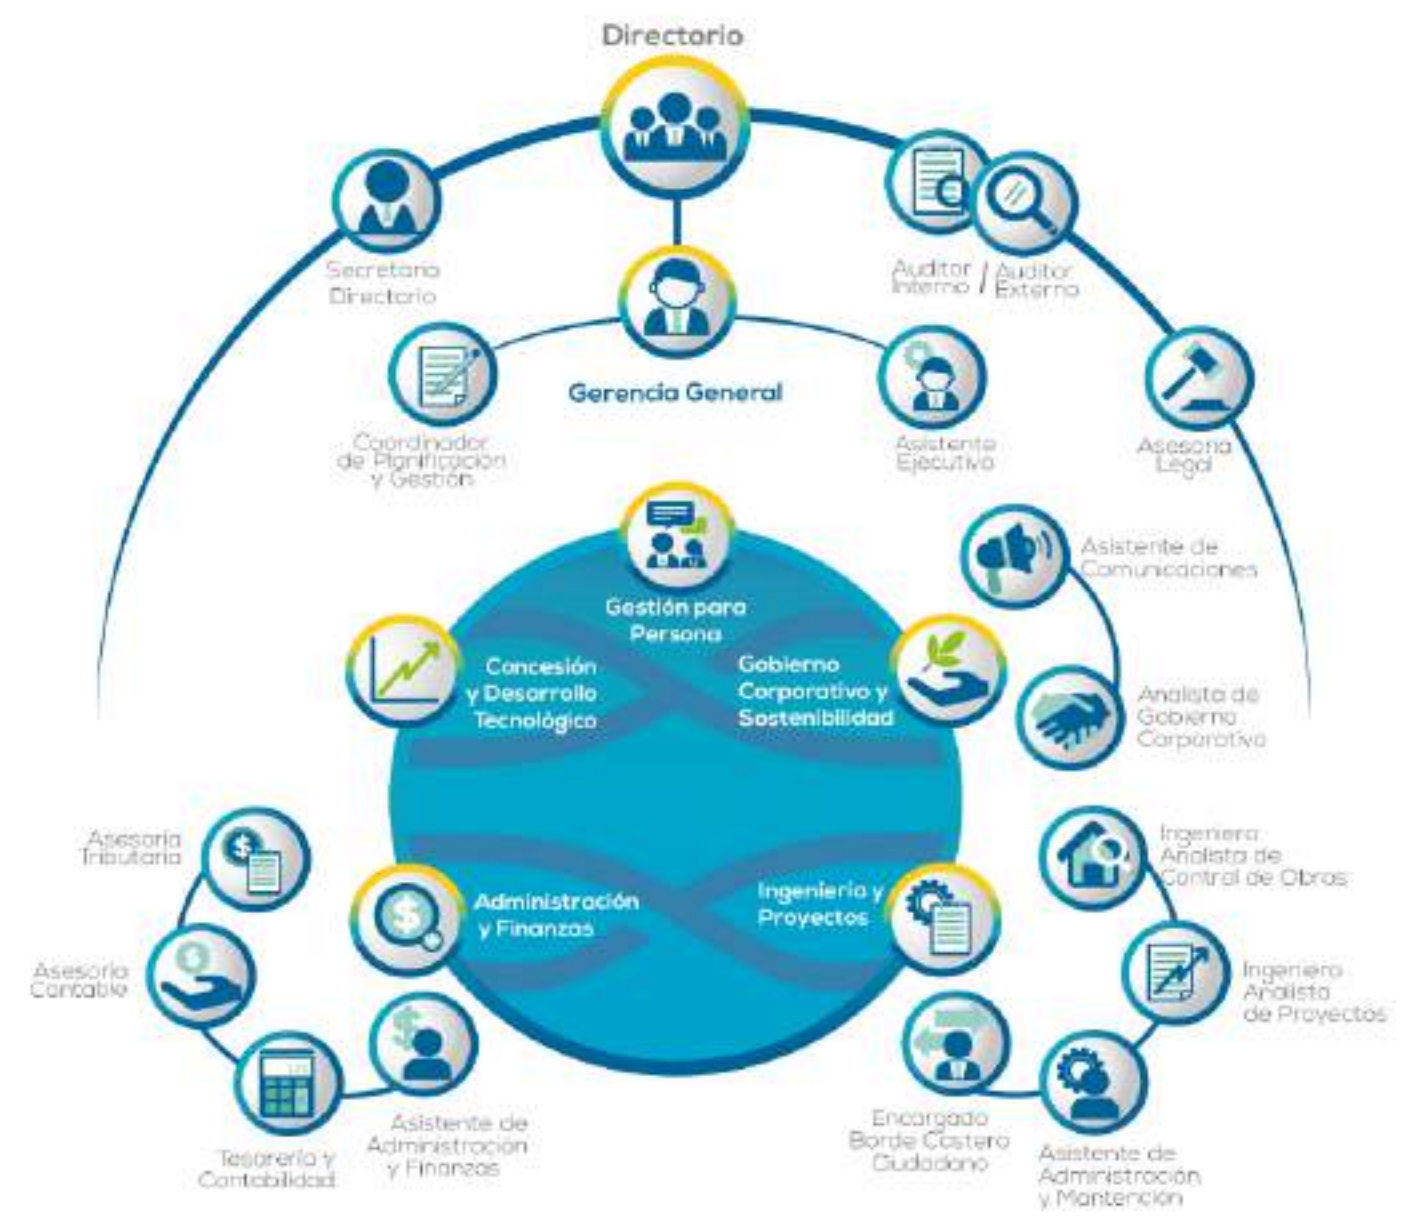 Directorio
Secretaria
Directorio
Auditor
Interno /
Auditor
Externo
Gerencia General
Coordinador
de Planificación
y Gestión
Asistente
Ejecutivo
Asesoria
Legal
Asistente de
Comunicaciones
Gestión para
Persona
Concesión
y Desarrollo
Tecnológico
Gobierno
Corporativo y
Sostenibilidad
Analista de
Gobierno
Corporativo
Asesoría
Tributaria
Ingeniero
Analista de
Control de Obras
Administración
y Finanzas
Ingeniería y
Proyectos
Asesoría
Contable
Ingeniero
Analista
de Proyectos
Asistente de
Administración
y Finanzas
Tesorería y
Contabilidad
Encargado
Borde Costero
Ciudadano
Asistente de
Administración
y Mantención